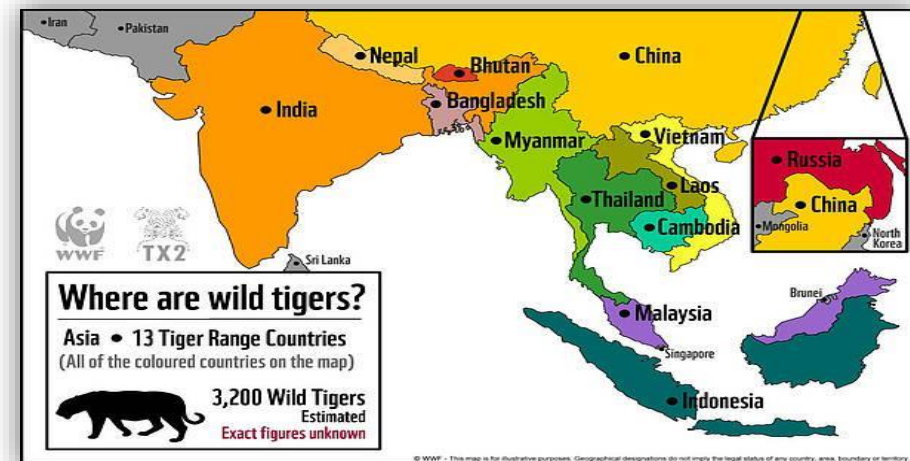 Iran
Pakistan
Nepal
Bhutan
China
India
Bangladesh
Myanmar
Vietnam
Laos
Thailand
Cambodia
Russia
China
Mongolia
North
Korea
WWF
TX2
Sri Lanka
Brunei
Malaysia
Singapore
Indonesia
Where are wild tigers?
Asia • 13 Tiger Range Countries
(All of the coloured countries on the map)
3,200 Wild Tigers
Estimated
Exact figures unknown
© WWF - This map is for illustrative purposes. Geographical designations do not imply the legal status of any country, area, boundary or territory.